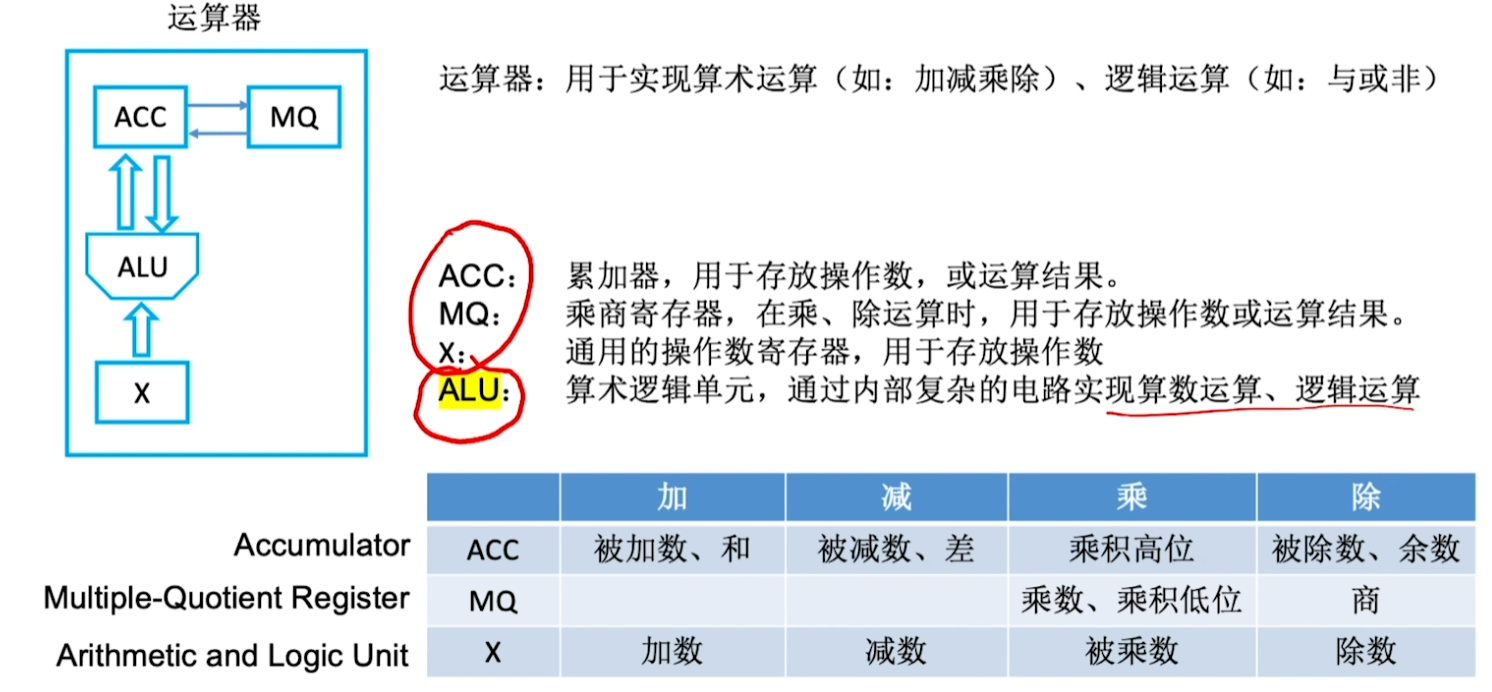 运算器
ACC
MQ
ALU
X
运算器：用于实现算术运算（如：加减乘除）、逻辑运算（如：与或非）
ACC： 累加器，用于存放操作数，或运算结果。
MQ： 乘商寄存器，在乘、除运算时，用于存放操作数或运算结果。
X： 通用的操作数寄存器，用于存放操作数
ALU： 算术逻辑单元，通过内部复杂的电路实现算数运算、逻辑运算
加 减 乘 除
Accumulator ACC 被加数、和 被减数、差 乘积高位 被除数、余数
Multiple-Quotient Register MQ 乘数、乘积低位 商
Arithmetic and Logic Unit X 加数 减数 被乘数 除数